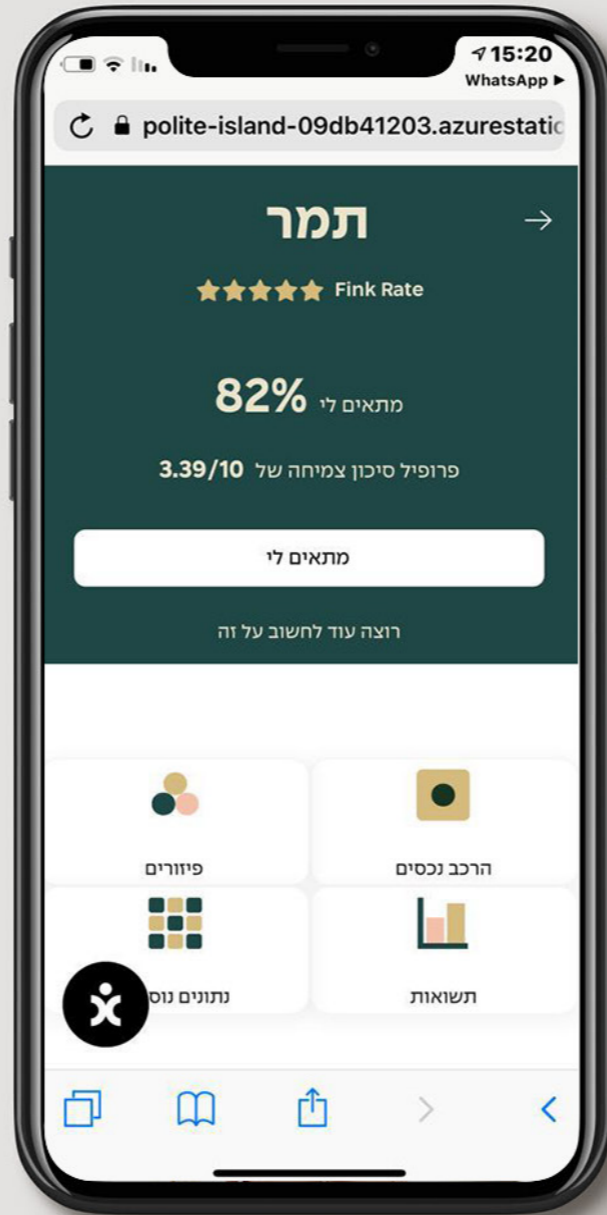 15:20
WhatsApp
polite-island-09db41203.azurestatic
תמר
Fink Rate
מתאים לי 82%
פרופיל סיכון צמיחה של 3.39/10
מתאים לי
רוצה עוד לחשוב על זה
הרכב נכסים
פיזורים
תשואות
נתונים נוס